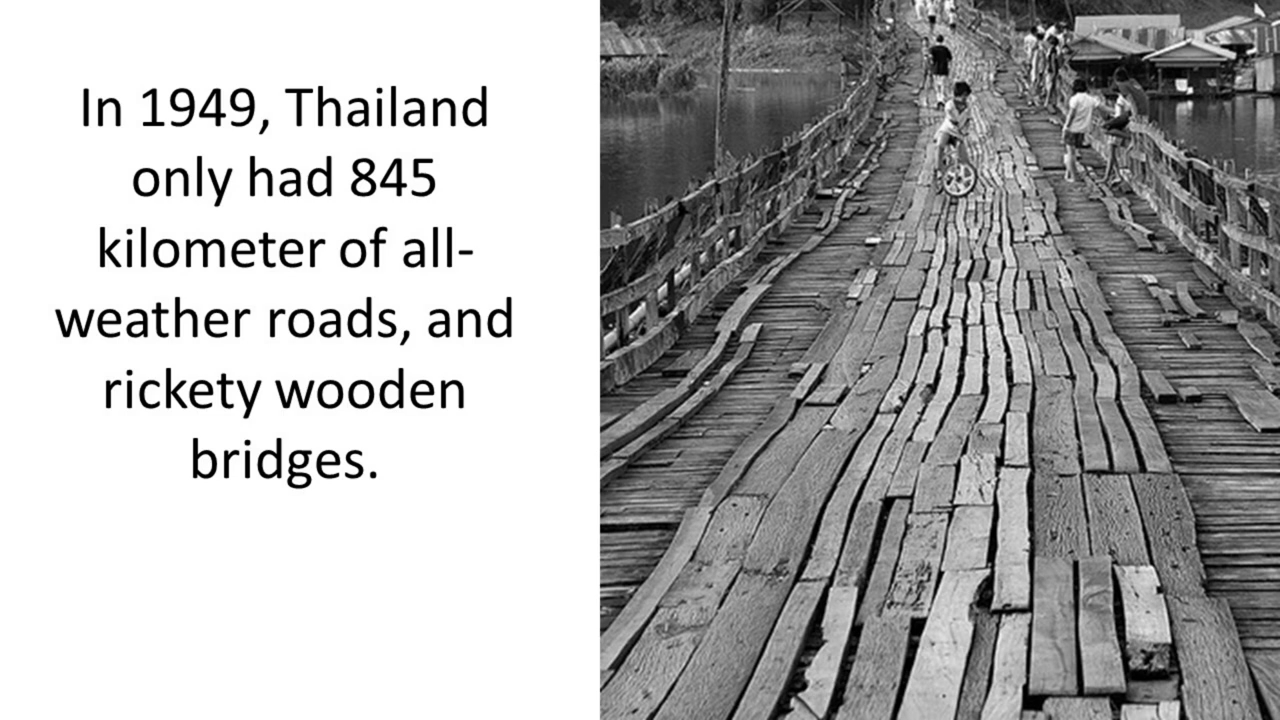 In 1949, Thailand
only had 845
kilometer of all-
weather roads, and
rickety wooden
bridges.